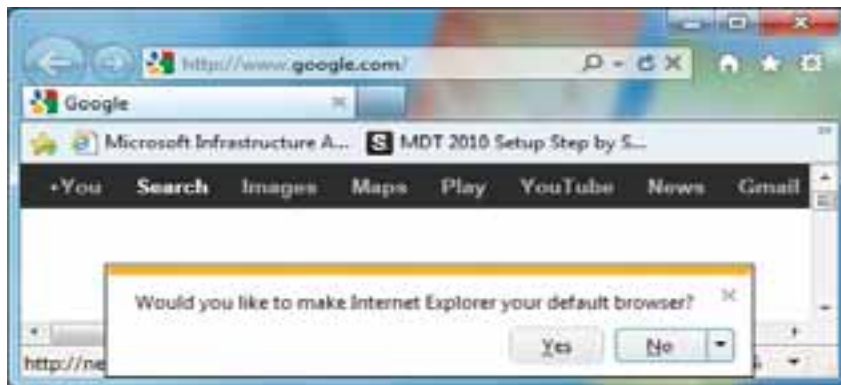 http://www.google.com/
Google
Microsoft Infrastructure A... S MDT 2010 Setup Step by S...
+You Search Images Maps Play YouTube News Gmail
Would you like to make Internet Explorer your default browser?
Yes No
http://ne